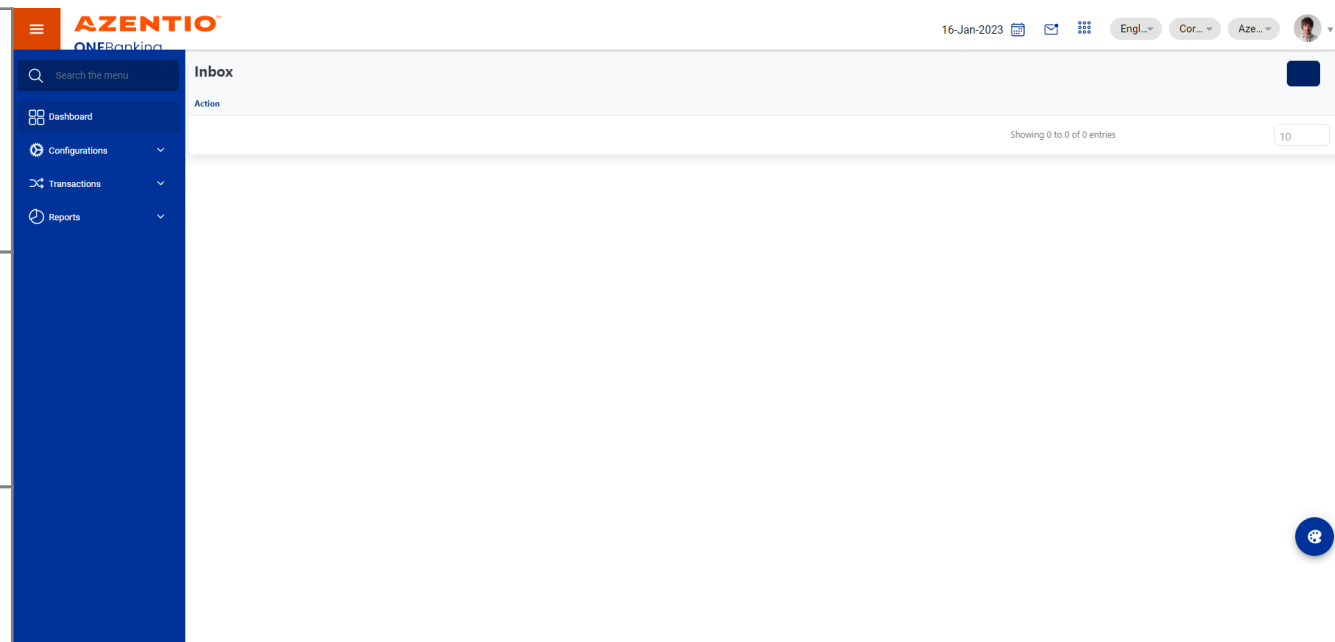 AZENTIO™
ONEBanking
16-Jan-2023
Engl...
Cor...
Aze...
Search the menu
Inbox
Dashboard
Action
Configurations
Showing 0 to 0 of 0 entries
10
Transactions
Reports